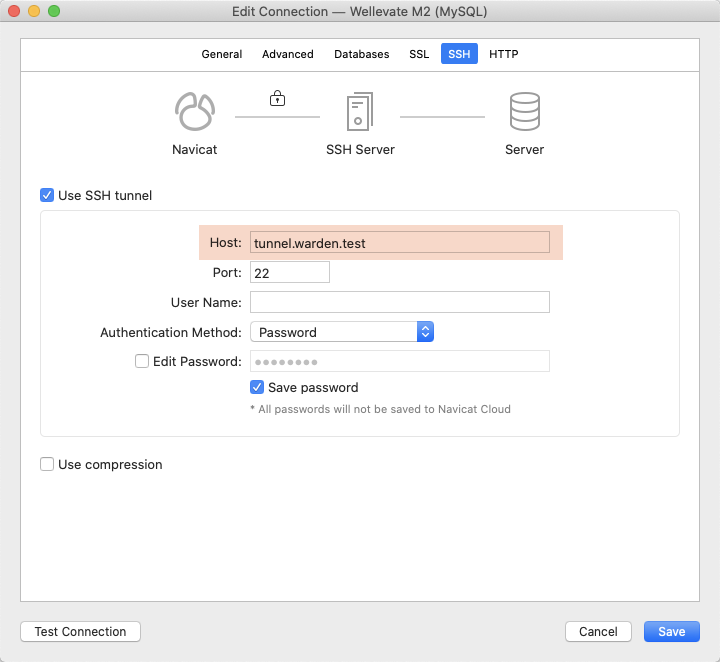 Edit Connection — Wellevate M2 (MySQL)
General Advanced Databases SSL SSH HTTP
Navicat SSH Server Server
Use SSH tunnel
Host: tunnel.warden.test
Port: 22
User Name:
Authentication Method: Password
Edit Password: ••••••••
Save password
* All passwords will not be saved to Navicat Cloud
Use compression
Test Connection Cancel Save